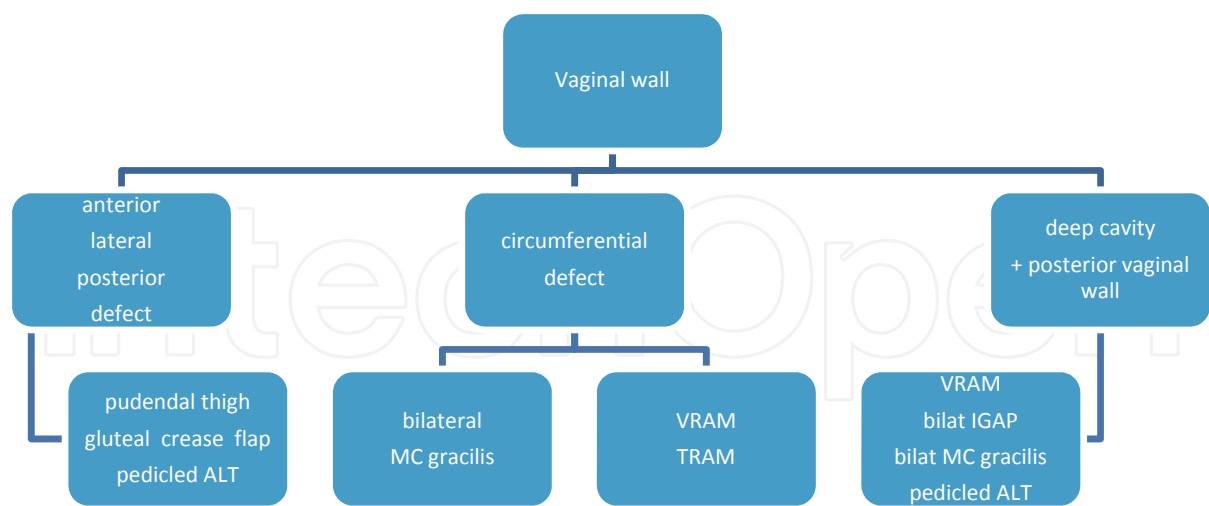 Vaginal wall
anterior
lateral
posterior
defect
circumferential
defect
deep cavity
+ posterior vaginal
wall
pudendal thigh
gluteal crease flap
pedicled ALT
bilateral
MC gracilis
VRAM
TRAM
VRAM
bilat IGAP
bilat MC gracilis
pedicled ALT
IntechOpen